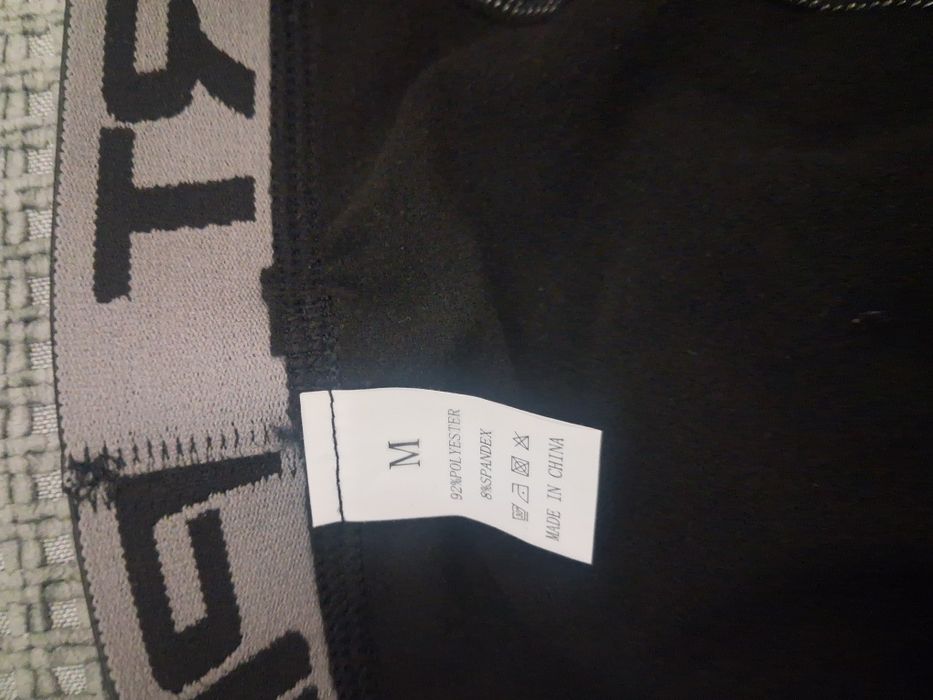 M
92%POLYESTER
8%SPANDEX
MADE IN CHINA